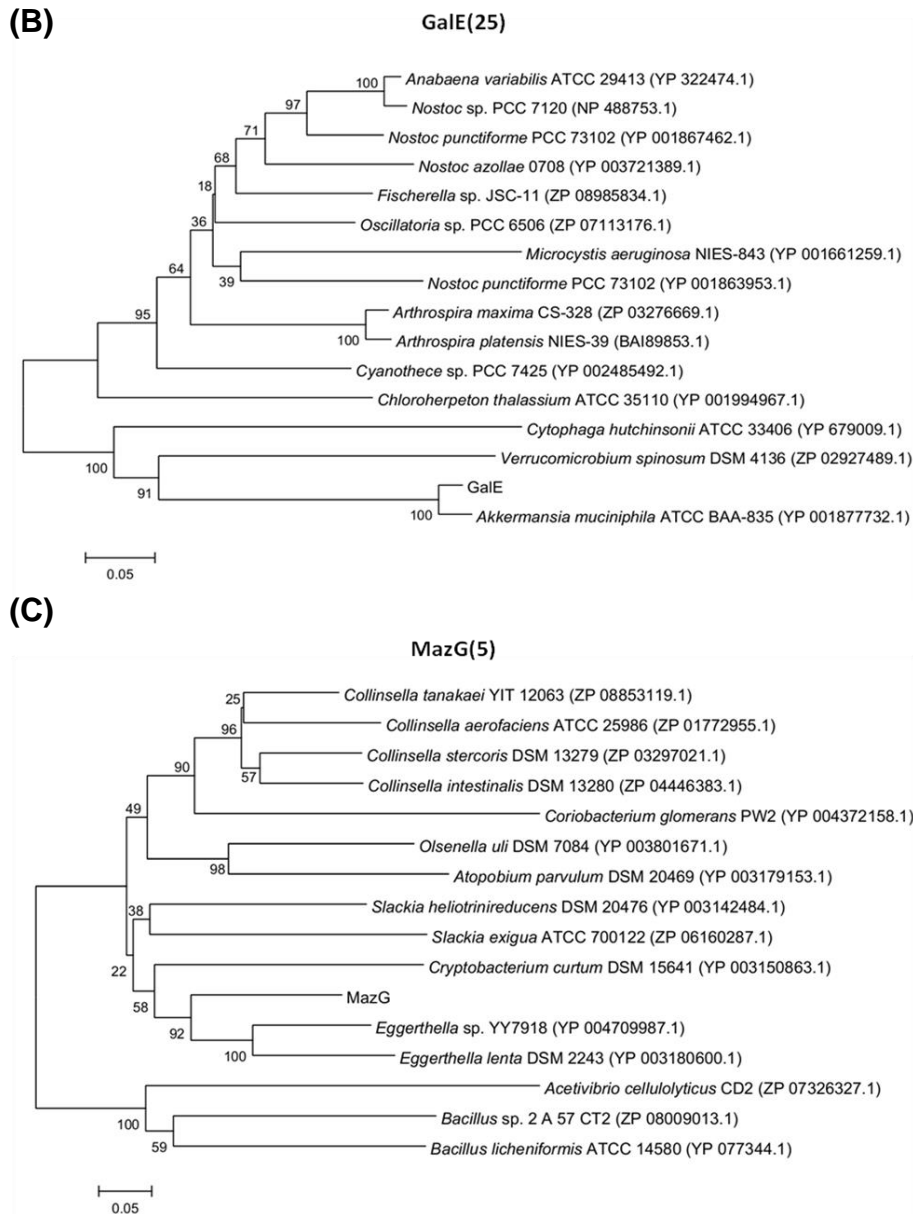 (B)
GalE(25)
100
Anabaena variabilis ATCC 29413 (YP 322474.1)
97
Nostoc sp. PCC 7120 (NP 488753.1)
71
Nostoc punctiforme PCC 73102 (YP 001867462.1)
68
Nostoc azollae 0708 (YP 003721389.1)
18
Fischerella sp. JSC-11 (ZP 08985834.1)
36
Oscillatoria sp. PCC 6506 (ZP 07113176.1)
Microcystis aeruginosa NIES-843 (YP 001661259.1)
64
39
Nostoc punctiforme PCC 73102 (YP 001863953.1)
95
Arthrospira maxima CS-328 (ZP 03276669.1)
100
Arthrospira platensis NIES-39 (BAI89853.1)
Cyanothece sp. PCC 7425 (YP 002485492.1)
Chloroherpeton thalassium ATCC 35110 (YP 001994967.1)
Cytophaga hutchinsonii ATCC 33406 (YP 679009.1)
100
Verrucomicrobium spinosum DSM 4136 (ZP 02927489.1)
91
GalE
100
Akkermansia muciniphila ATCC BAA-835 (YP 001877732.1)
0.05
(C)
MazG(5)
25
Collinsella tanakaei YIT 12063 (ZP 08853119.1)
96
Collinsella aerofaciens ATCC 25986 (ZP 01772955.1)
90
Collinsella stercoris DSM 13279 (ZP 03297021.1)
57
Collinsella intestinalis DSM 13280 (ZP 04446383.1)
49
Coriobacterium glomerans PW2 (YP 004372158.1)
Olsenella uli DSM 7084 (YP 003801671.1)
98
Atopobium parvulum DSM 20469 (YP 003179153.1)
38
Slackia heliotrinireducens DSM 20476 (YP 003142484.1)
Slackia exigua ATCC 700122 (ZP 06160287.1)
22
Cryptobacterium curtum DSM 15641 (YP 003150863.1)
58
MazG
92
Eggerthella sp. YY7918 (YP 004709987.1)
100
Eggerthella lenta DSM 2243 (YP 003180600.1)
Acetivibrio cellulolyticus CD2 (ZP 07326327.1)
100
Bacillus sp. 2 A 57 CT2 (ZP 08009013.1)
59
Bacillus licheniformis ATCC 14580 (YP 077344.1)
0.05